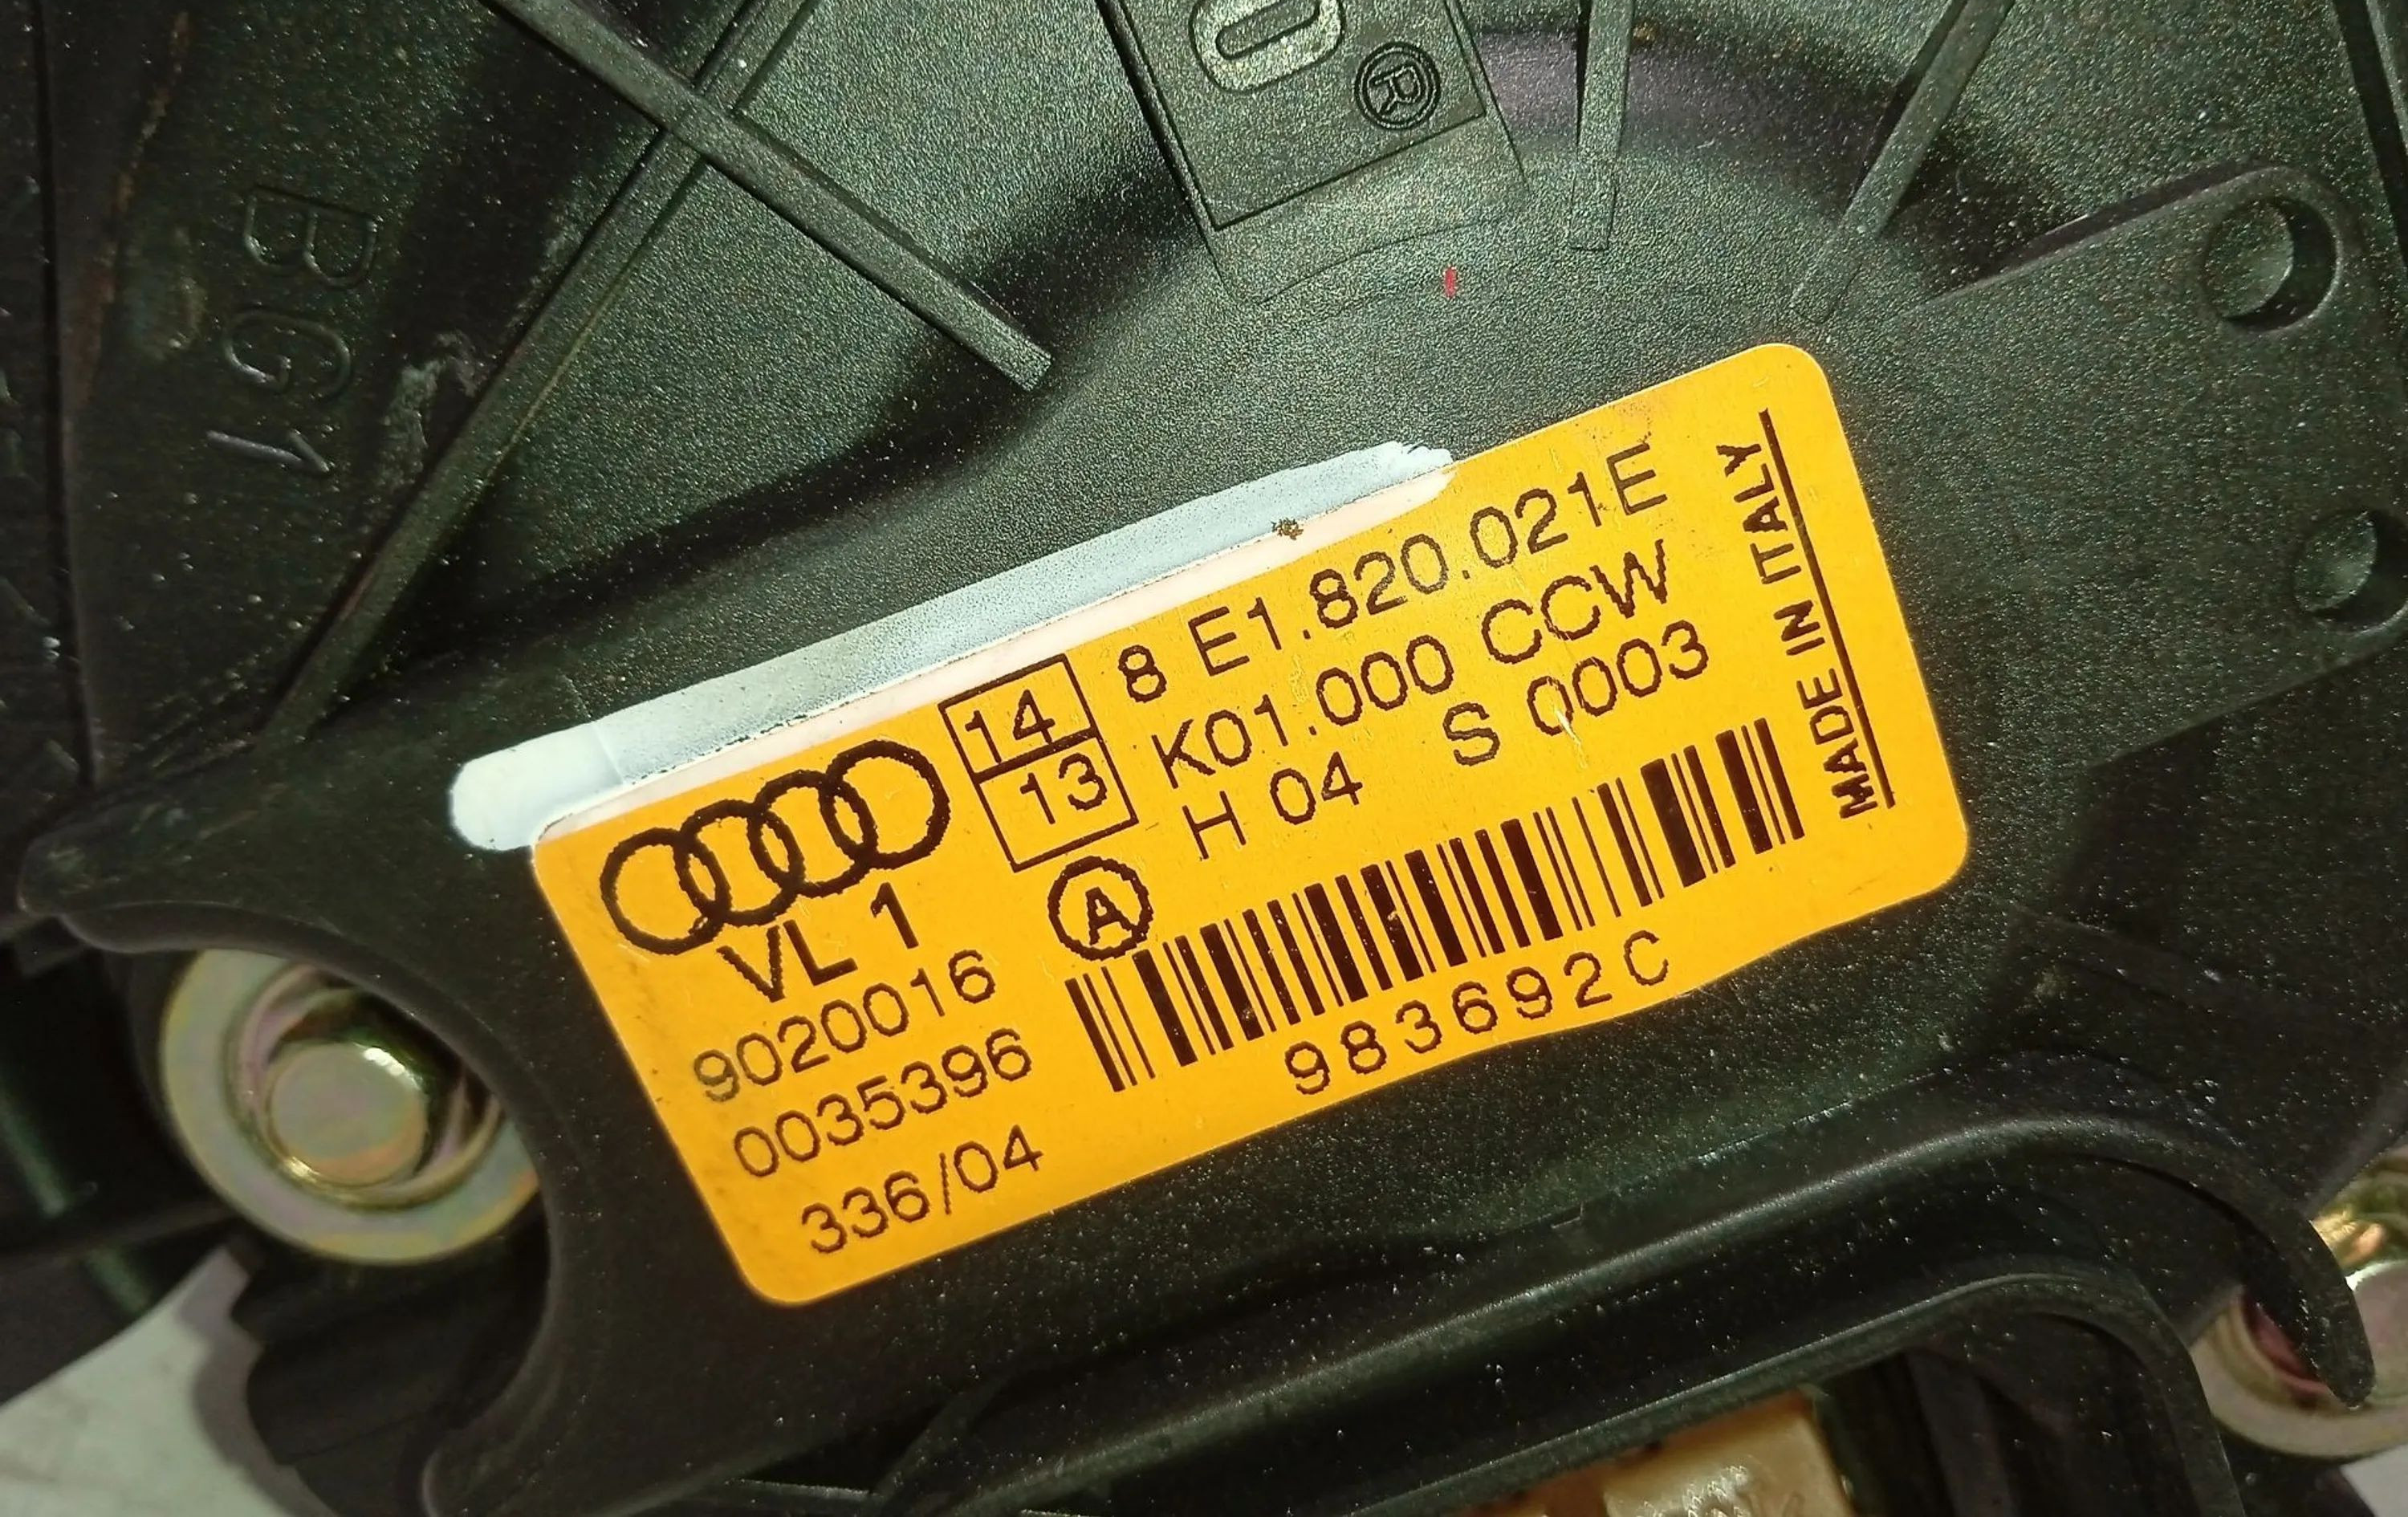 0 ®
BG1
14
13
8 E1.820.021E
K01.000 CCW
H 04 S 0003
MADE IN ITALY
VL 1
A
9020016
0035396
336/04
983692C